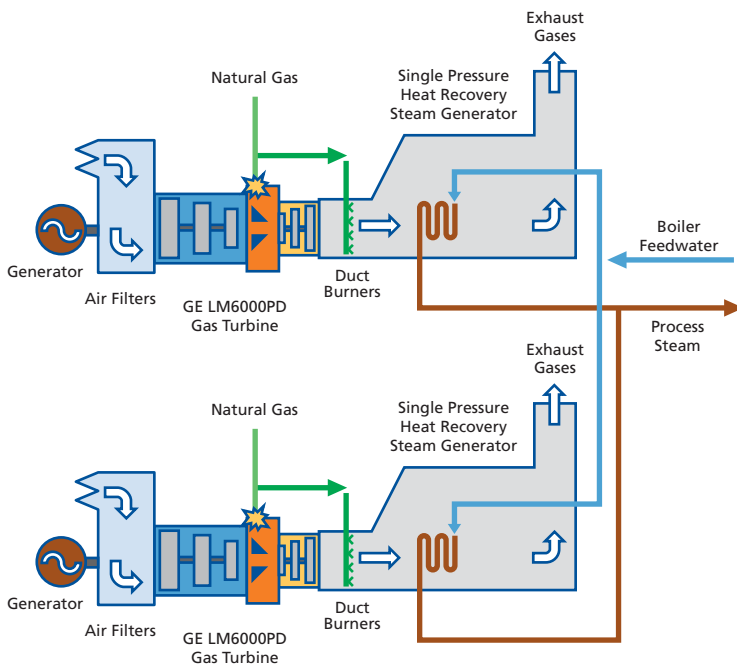 Exhaust
Gases
Natural Gas
Single Pressure
Heat Recovery
Steam Generator
Boiler
Feedwater
Generator
Air Filters
Duct
Burners
GE LM6000PD
Gas Turbine
Process
Steam
Exhaust
Gases
Natural Gas
Single Pressure
Heat Recovery
Steam Generator
Generator
Air Filters
Duct
Burners
GE LM6000PD
Gas Turbine